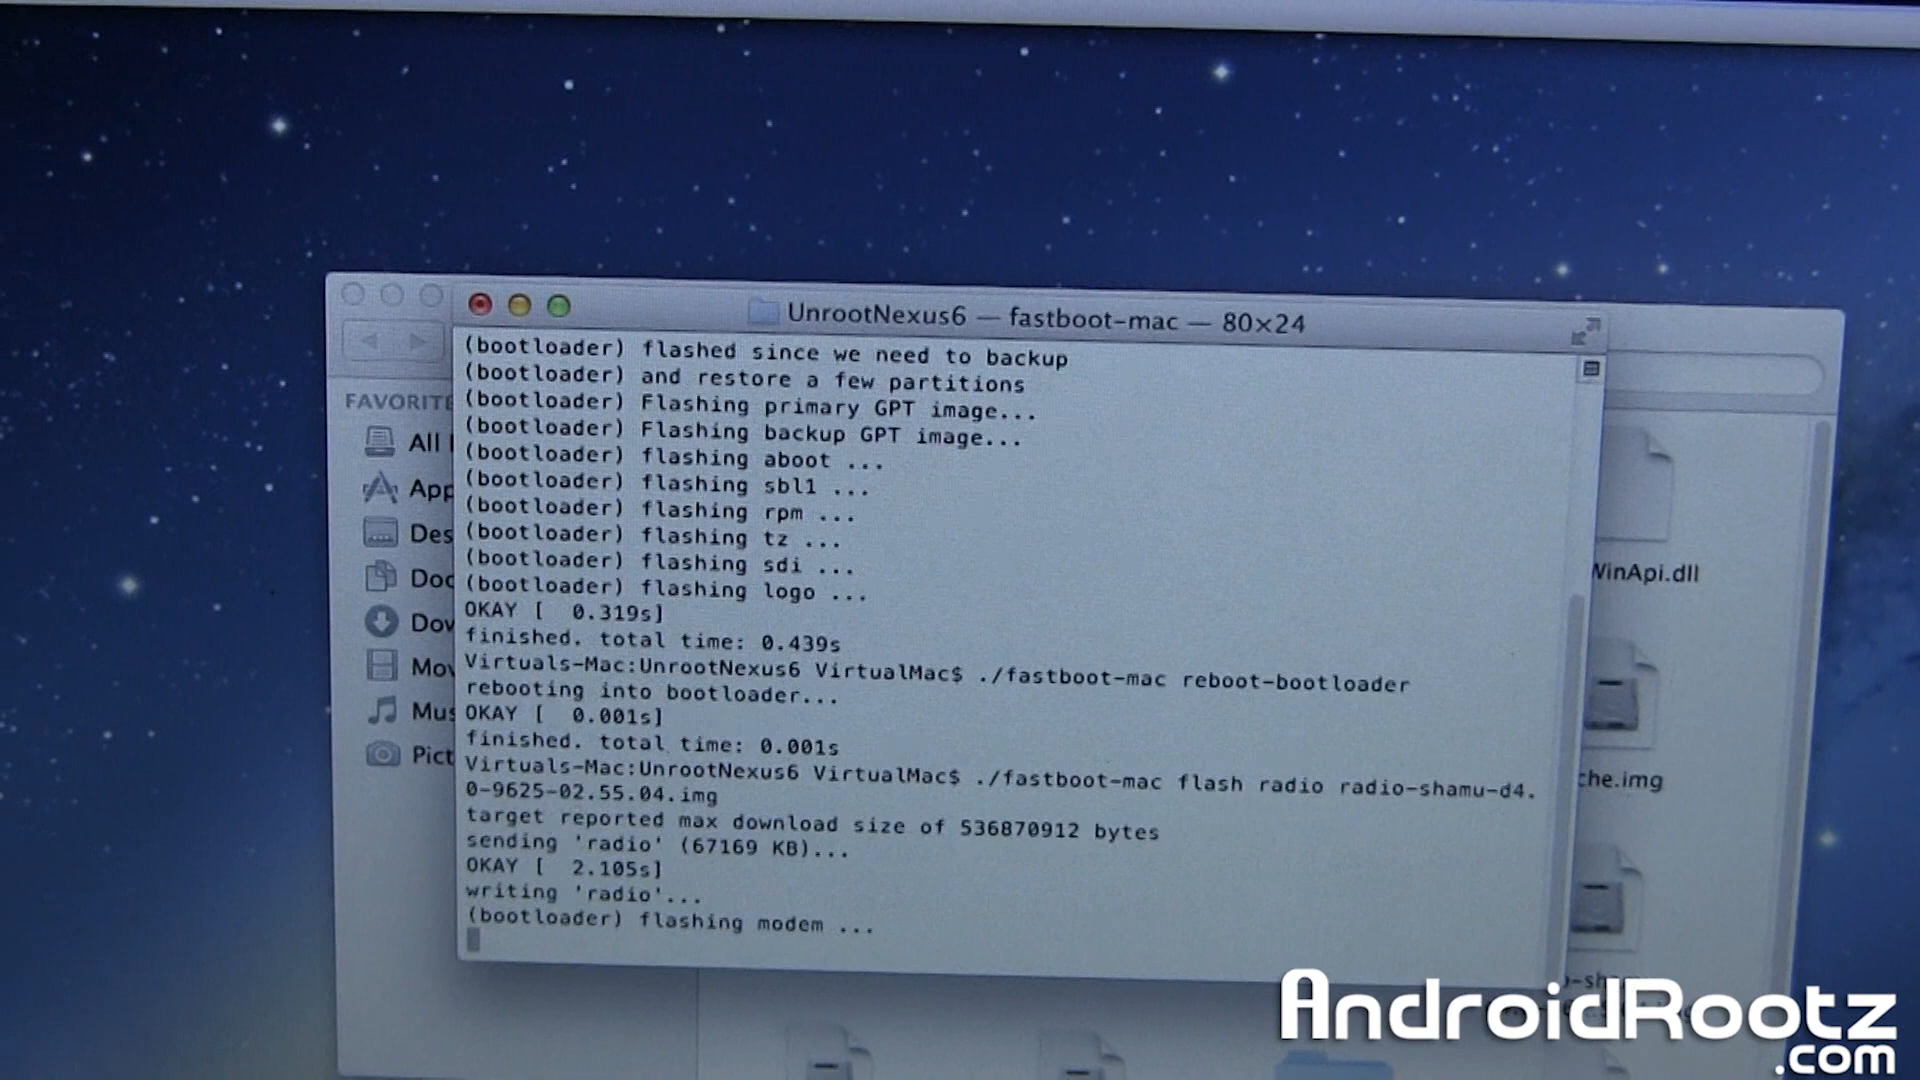 UnrootNexus6 — fastboot-mac — 80×24
(bootloader) flashed since we need to backup
(bootloader) and restore a few partitions
(bootloader) Flashing primary GPT image...
(bootloader) Flashing backup GPT image...
(bootloader) flashing aboot ...
(bootloader) flashing sbl1 ...
(bootloader) flashing rpm ...
(bootloader) flashing tz ...
(bootloader) flashing sdi ...
(bootloader) flashing logo ...
OKAY [  0.319s]
finished. total time: 0.439s
Virtuals-Mac:UnrootNexus6 VirtualMac$ ./fastboot-mac reboot-bootloader
rebooting into bootloader...
OKAY [  0.001s]
finished. total time: 0.001s
Virtuals-Mac:UnrootNexus6 VirtualMac$ ./fastboot-mac flash radio radio-shamu-d4.
0-9625-02.55.04.img
target reported max download size of 536870912 bytes
sending 'radio' (67169 KB)...
OKAY [  2.105s]
writing 'radio'...
(bootloader) flashing modem ...
FAVORITE
All
App
Des
Doc
Dow
Mov
Mus
Pict
WinApi.dll
che.img
AndroidRootz
.com